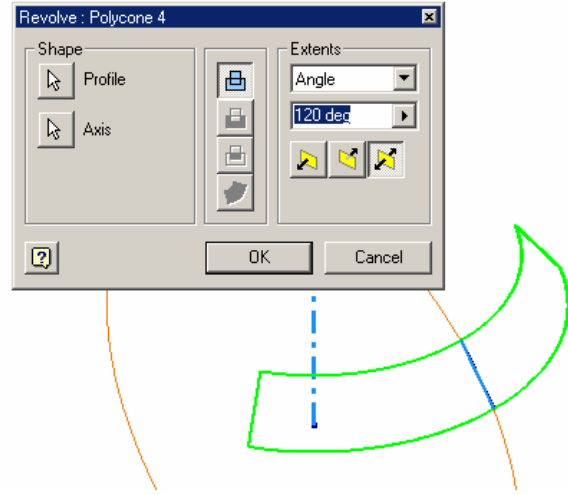 Revolve : Polycone 4
Shape
Profile
Axis
Extents
Angle
120 deg
OK
Cancel